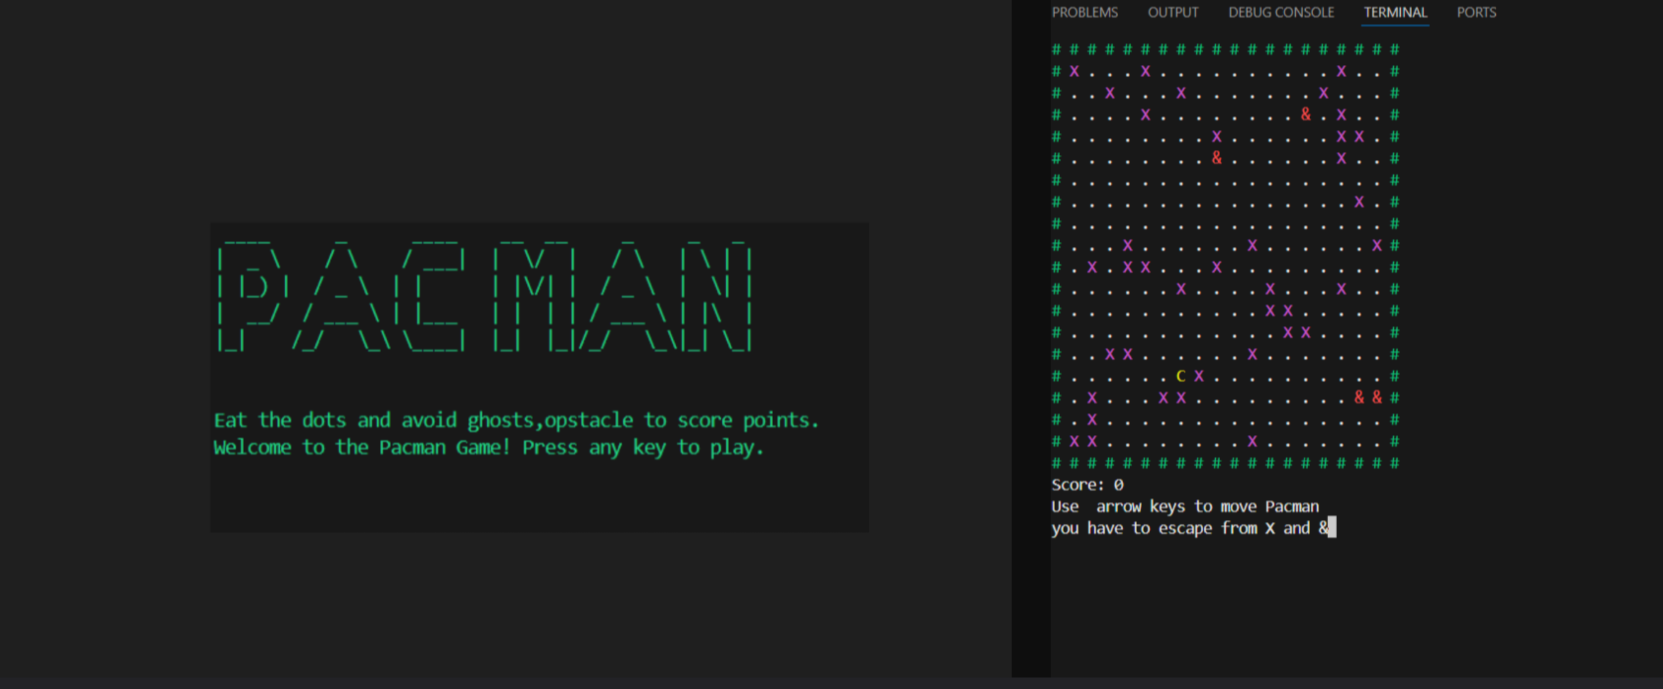 PROBLEMS OUTPUT DEBUG CONSOLE TERMINAL PORTS
PACMAN
Eat the dots and avoid ghosts,opstacle to score points.
Welcome to the Pacman Game! Press any key to play.
# # # # # # # # # # # # # # # # # # # #
# X . . . X . . . . . . . . . . X . . #
# . . X . . . X . . . . . . . X . . . #
# . . . . X . . . . . . . . & . X . . #
# . . . . . . . . X . . . . . . X X . #
# . . . . . . . . & . . . . . . X . . #
# . . . . . . . . . . . . . . . . . . #
# . . . . . . . . . . . . . . . . X . #
# . . . . . . . . . . . . . . . . . . #
# . . . X . . . . . . X . . . . . . X #
# . X . X X . . . X . . . . . . . . . #
# . . . . . . X . . . . X . . . X . . #
# . . . . . . . . . . . X X . . . . . #
# . . . . . . . . . . . . X X . . . . #
# . . X X . . . . . . X . . . . . . . #
# . . . . . . C X . . . . . . . . . . #
# . X . . . X X . . . . . . . . . & & #
# . X . . . . . . . . . . . . . . . . #
# X X . . . . . . . . X . . . . . . . #
# # # # # # # # # # # # # # # # # # # #
Score: 0
Use  arrow keys to move Pacman
you have to escape from X and &